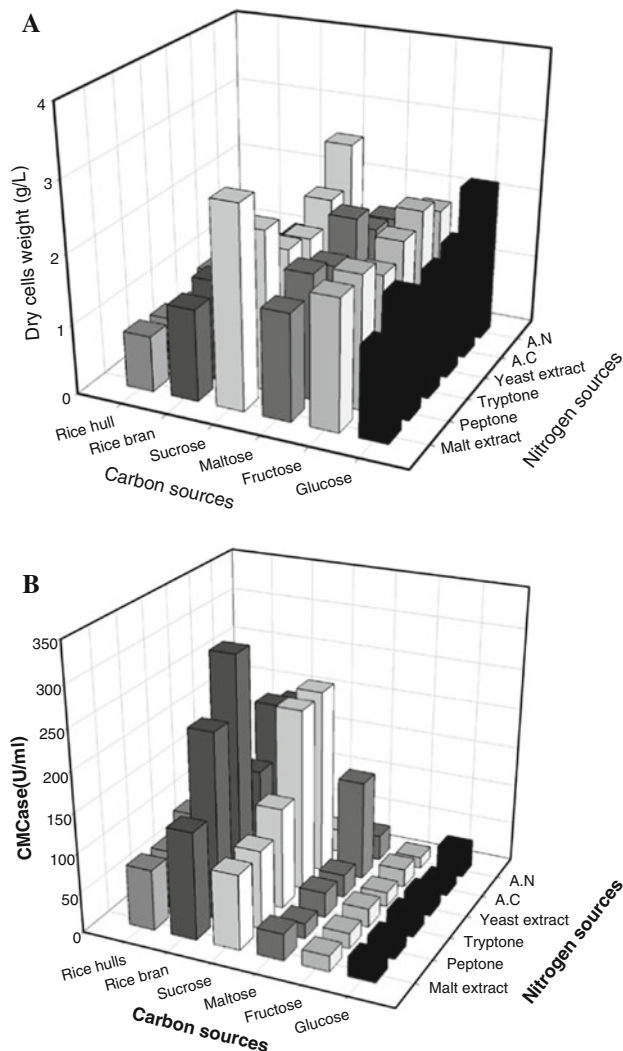 A
4
3
2
1
0
Dry cells weight (g/L)
Rice hull
Rice bran
Sucrose
Maltose
Fructose
Glucose
Carbon sources
A.N
A.C
Yeast extract
Tryptone
Peptone
Malt extract
Nitrogen sources
B
350
300
250
200
150
100
50
0
CMCase(U/ml)
Rice hulls
Rice bran
Sucrose
Maltose
Fructose
Glucose
Carbon sources
A.N
A.C
Yeast extract
Tryptone
Peptone
Malt extract
Nitrogen sources